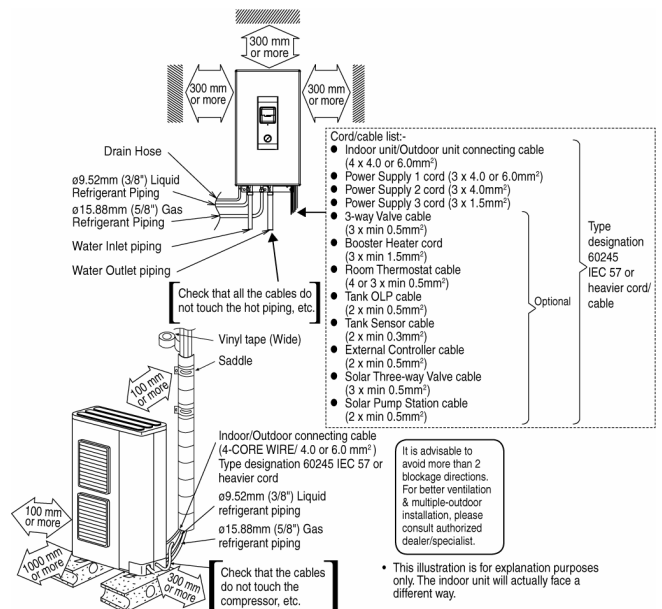 300 mm
or more
300 mm
or more
300 mm
or more
Drain Hose
ø9.52mm (3/8") Liquid
Refrigerant Piping
ø15.88mm (5/8") Gas
Refrigerant Piping
Water Inlet piping
Water Outlet piping
Check that all the cables do
not touch the hot piping, etc.
Cord/cable list:-
● Indoor unit/Outdoor unit connecting cable
(4 x 4.0 or 6.0mm²)
● Power Supply 1 cord (3 x 4.0 or 6.0mm²)
● Power Supply 2 cord (3 x 4.0mm²)
● Power Supply 3 cord (3 x 1.5mm²)
● 3-way Valve cable
(3 x min 0.5mm²)
● Booster Heater cord
(3 x min 1.5mm²)
● Room Thermostat cable
(4 or 3 x min 0.5mm²)
● Tank OLP cable
(2 x min 0.5mm²)
● Tank Sensor cable
(2 x min 0.3mm²)
● External Controller cable
(2 x min 0.5mm²)
● Solar Three-way Valve cable
(3 x min 0.5mm²)
● Solar Pump Station cable
(2 x min 0.5mm²)
Optional
Type
designation
60245
IEC 57 or
heavier cord/
cable
Vinyl tape (Wide)
Saddle
100 mm
or more
Indoor/Outdoor connecting cable
(4-CORE WIRE/ 4.0 or 6.0 mm²)
Type designation 60245 IEC 57 or
heavier cord
ø9.52mm (3/8") Liquid
refrigerant piping
ø15.88mm (5/8") Gas
refrigerant piping
100 mm
or more
1000 mm
or more
300 mm
or more
Check that the cables
do not touch the
compressor, etc.
It is advisable to
avoid more than 2
blockage directions.
For better ventilation
& multiple-outdoor
installation, please
consult authorized
dealer/specialist.
• This illustration is for explanation purposes
only. The indoor unit will actually face a
different way.